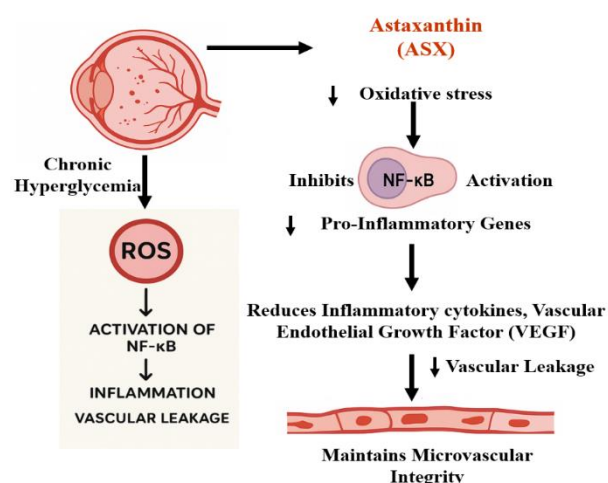 Astaxanthin
(ASX)
↓ Oxidative stress
Chronic
Hyperglycemia
Inhibits NF-κB Activation
↓ Pro-Inflammatory Genes
ROS
ACTIVATION OF
NF-κB
INFLAMMATION
VASCULAR LEAKAGE
Reduces Inflammatory cytokines, Vascular
Endothelial Growth Factor (VEGF)
↓ Vascular Leakage
Maintains Microvascular
Integrity